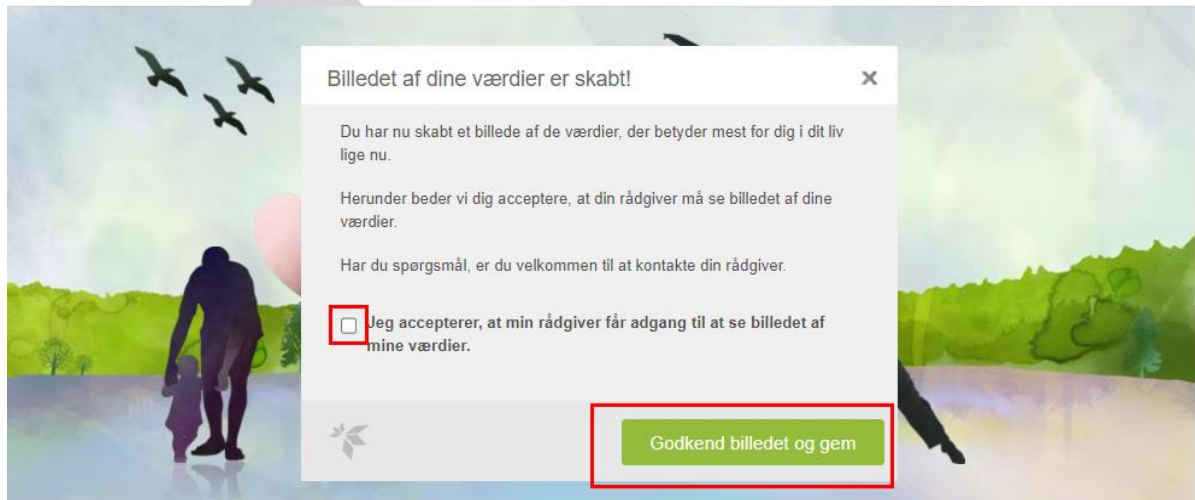 Billedet af dine værdier er skabt!
Du har nu skabt et billede af de værdier, der betyder mest for dig i dit liv
lige nu.
Herunder beder vi dig acceptere, at din rådgiver må se billedet af dine
værdier.
Har du spørgsmål, er du velkommen til at kontakte din rådgiver.
Jeg accepterer, at min rådgiver får adgang til at se billedet af
mine værdier.
Godkend billedet og gem